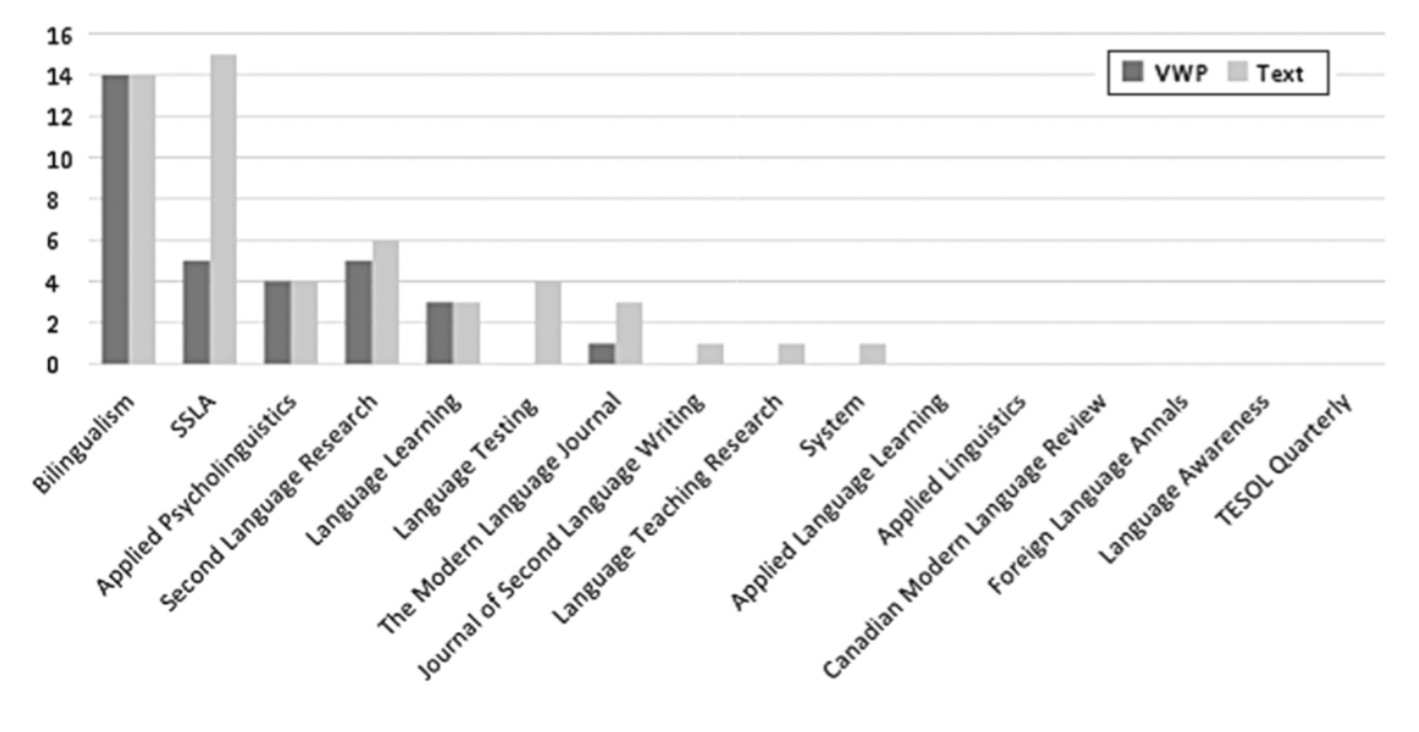 16
14
12
10
8
6
4
2
0
VWP Text
Bilingualism
SSLA
Applied Psycholinguistics
Second Language Research
Language Learning
Language Testing
The Modern Language Journal
Journal of Second Language Writing
Language Teaching Research
System
Applied Language Learning
Applied Linguistics
Canadian Modern Language Review
Foreign Language Annals
Language Awareness
TESOL Quarterly